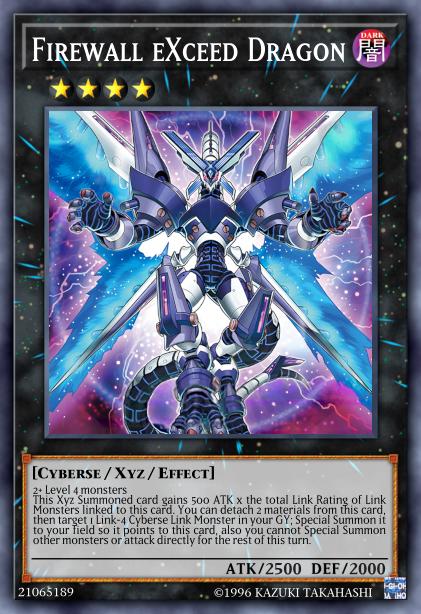 FIREWALL EXCEED DRAGON
DARK
闇
[CYBERSE / XYZ / EFFECT]
2+ Level 4 monsters
This Xyz Summoned card gains 500 ATK x the total Link Rating of Link
Monsters linked to this card. You can detach 2 materials from this card,
then target 1 Link-4 Cyberse Link Monster in your GY; Special Summon it
to your field so it points to this card, also you cannot Special Summon
other monsters or attack directly for the rest of this turn.
ATK/2500 DEF/2000
21065189
©1996 KAZUKI TAKAHASHI